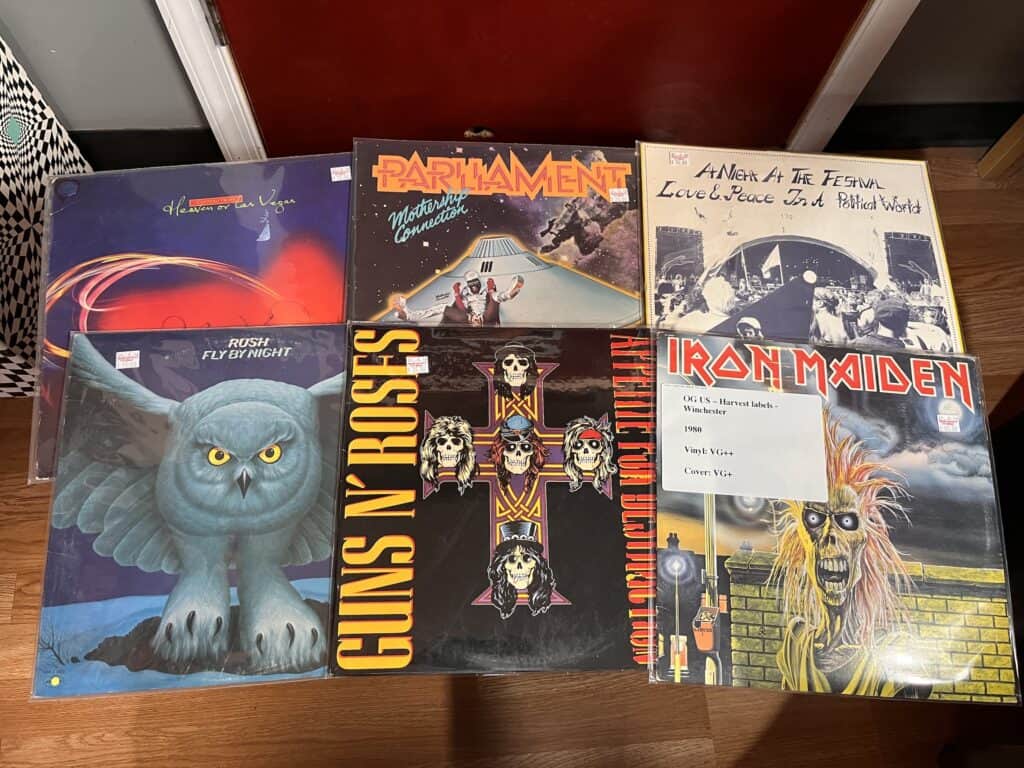 Heaven or Las Vegas
PARLIAMENT
Mothership
Connection
A Night At The Festival
Love & Peace In A Political World
RUSH
FLY BY NIGHT
GUNS N' ROSES
APPETITE FOR DESTRUCTION
IRON MAIDEN
OG US – Harvest labels -
Winchester
1980
Vinyl: VG++
Cover: VG+